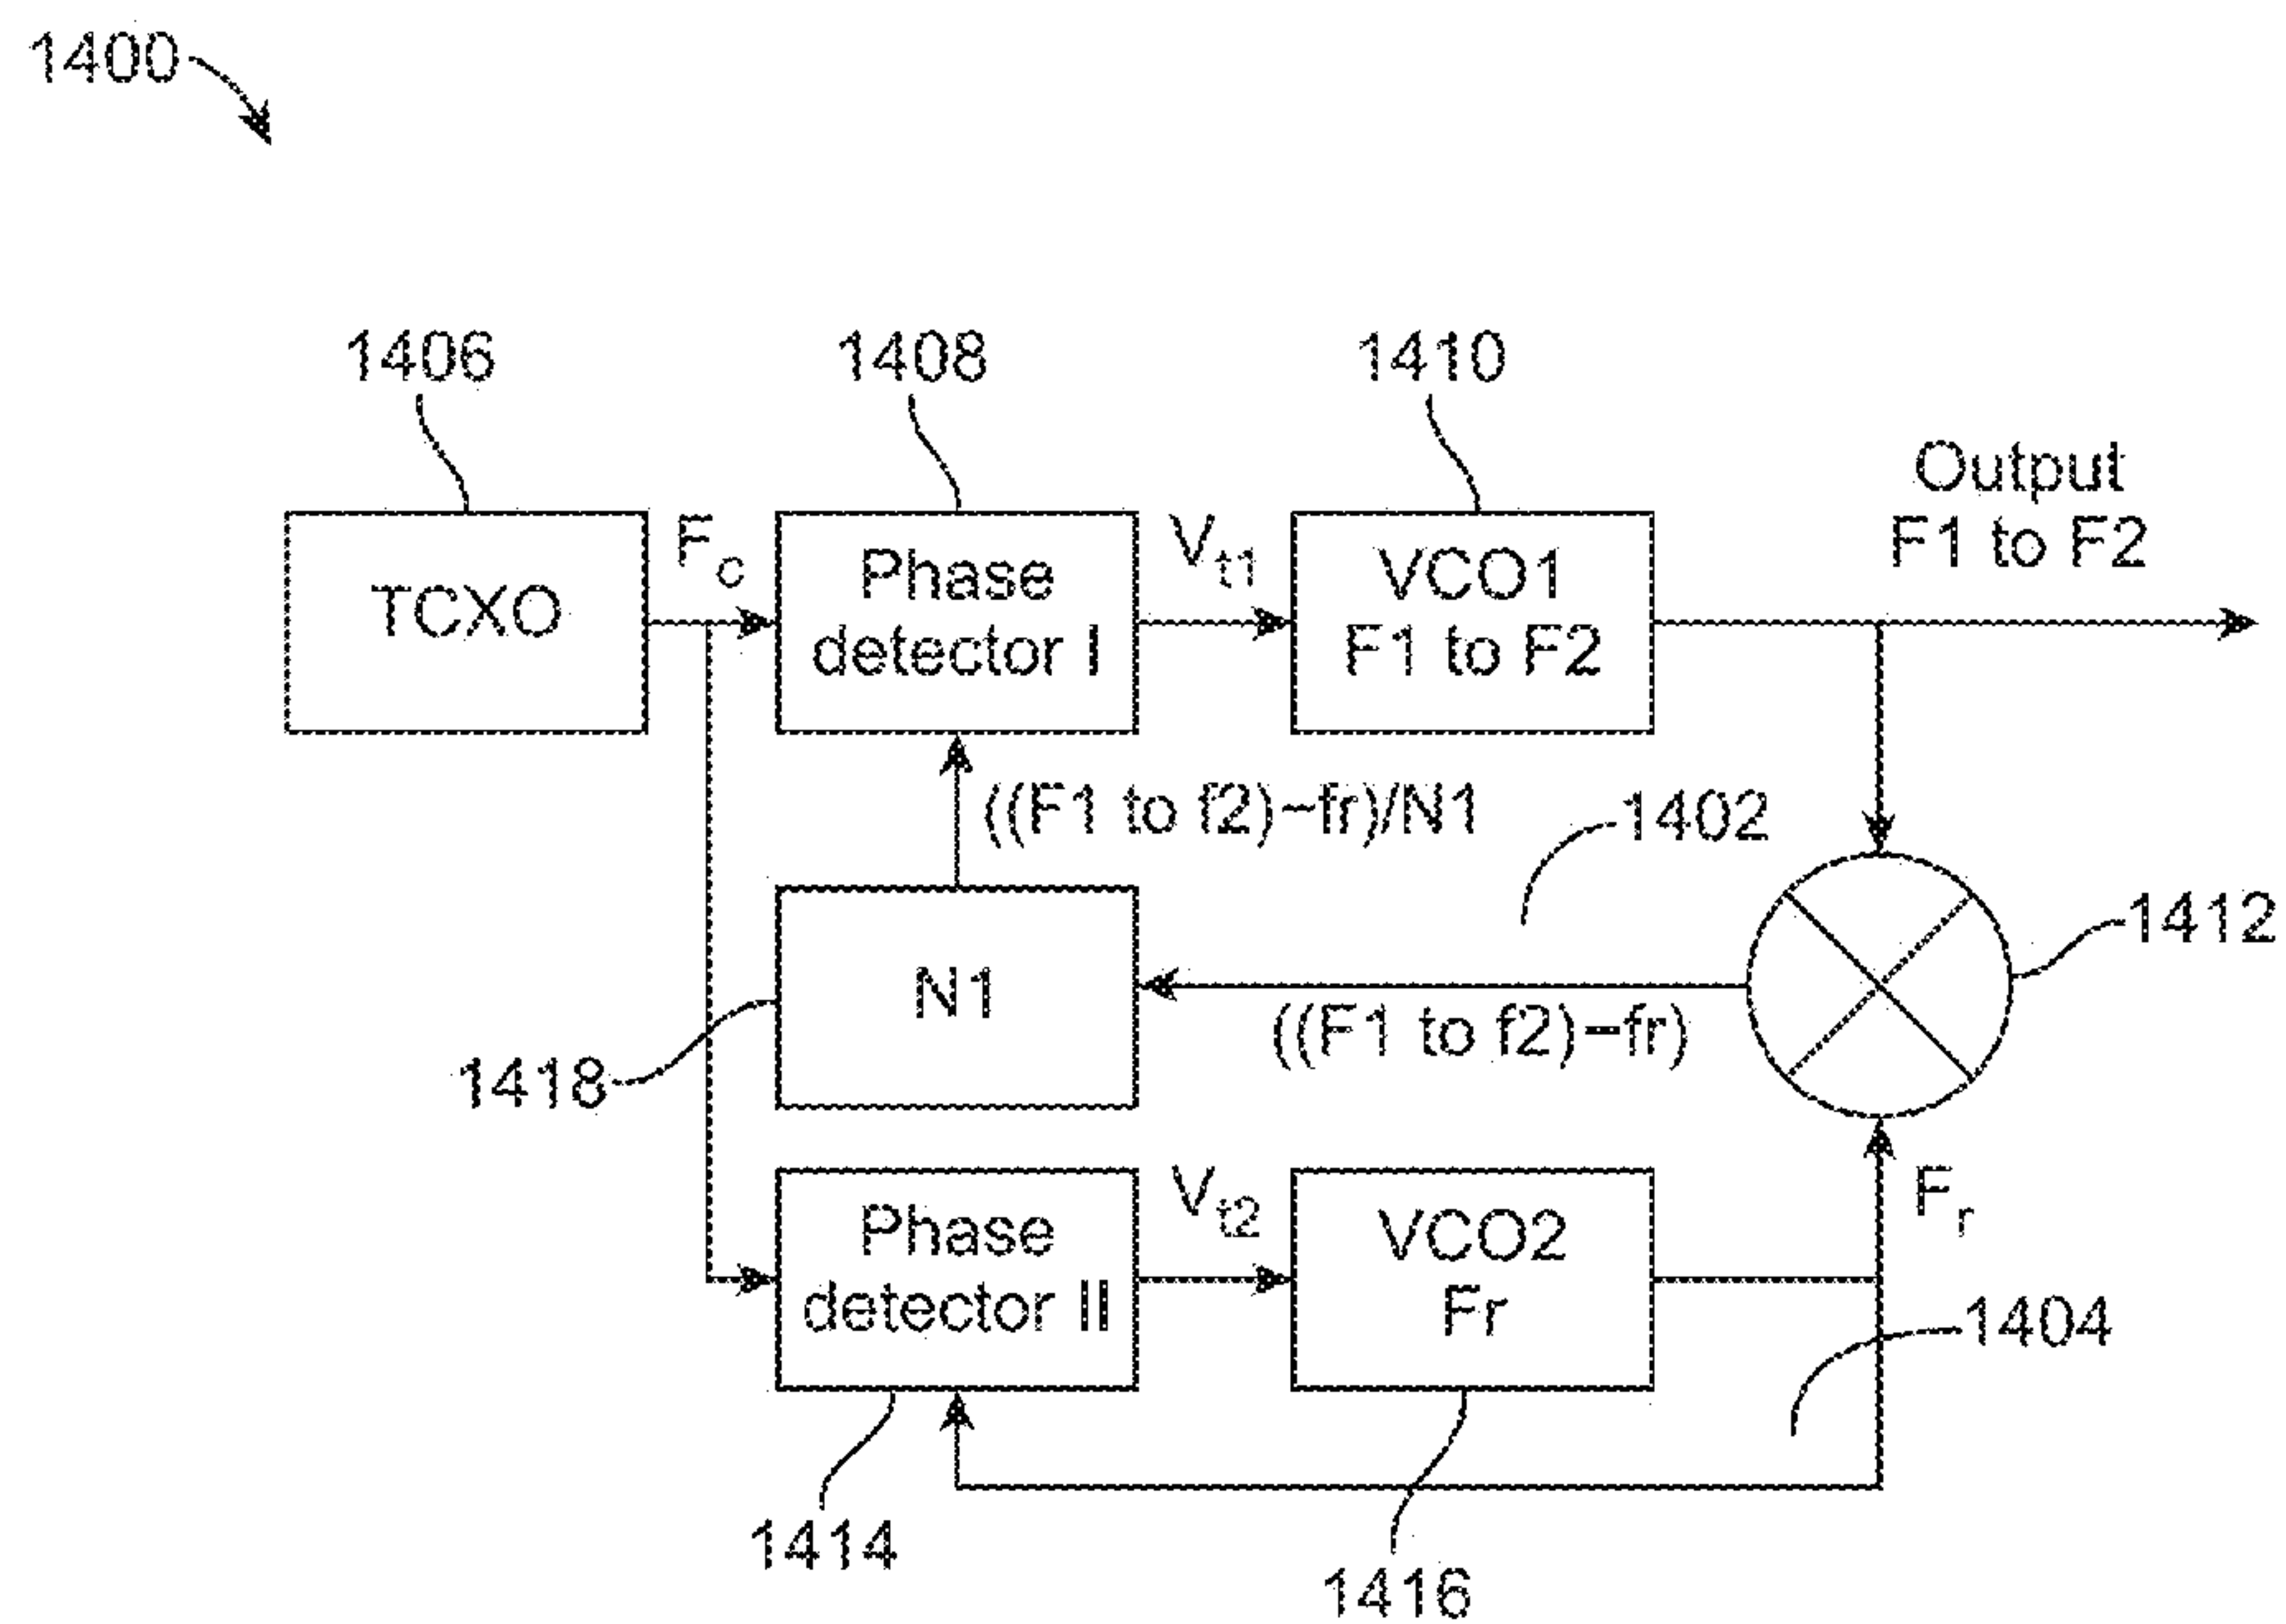 1400
1406
1408
1410
Output
F1 to F2
TCXO
Fc
Phase
detector I
Vt1
VCO1
F1 to F2
((F1 to f2)−fr)/N1
1402
1412
N1
((F1 to f2)−fr)
1418
Phase
detector II
Vt2
VCO2
Fr
Fr
1404
1414
1416